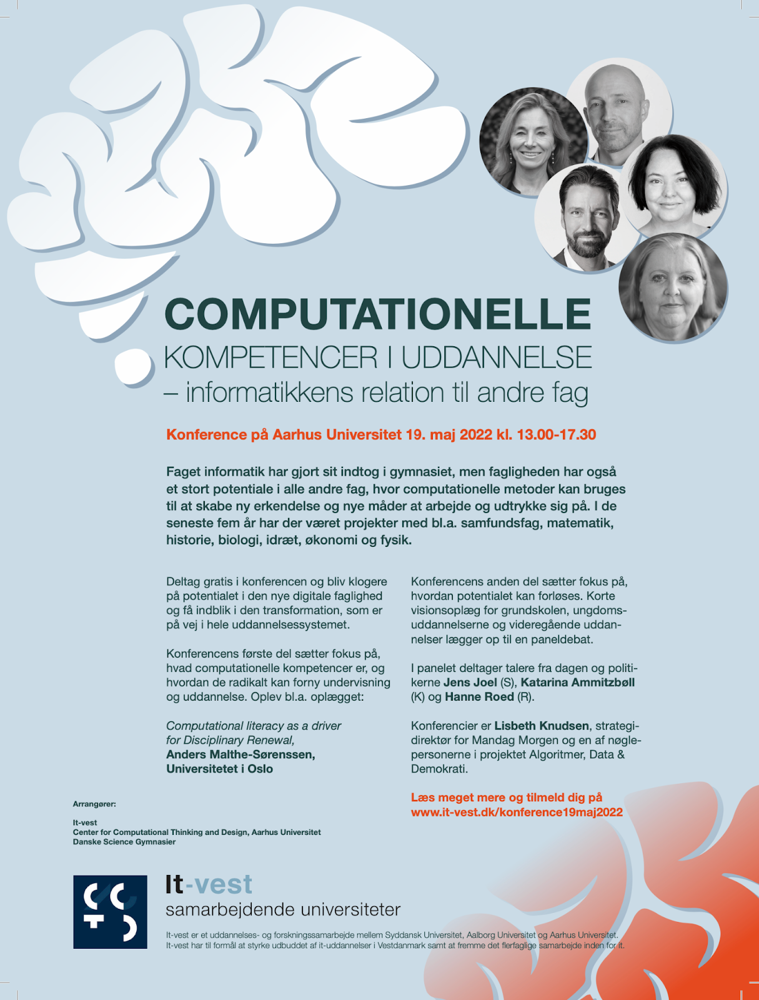 COMPUTATIONELLE
KOMPETENCER I UDDANNELSE
– informatikkens relation til andre fag
Konference på Aarhus Universitet 19. maj 2022 kl. 13.00-17.30
Faget informatik har gjort sit indtog i gymnasiet, men fagligheden har også
et stort potentiale i alle andre fag, hvor computationelle metoder kan bruges
til at skabe ny erkendelse og nye måder at arbejde og udtrykke sig på. I de
seneste fem år har der været projekter med bl.a. samfundsfag, matematik,
historie, biologi, idræt, økonomi og fysik.
Deltag gratis i konferencen og bliv klogere
på potentialet i den nye digitale faglighed
og få indblik i den transformation, som er
på vej i hele uddannelsessystemet.
Konferencens første del sætter fokus på,
hvad computationelle kompetencer er, og
hvordan de radikalt kan forny undervisning
og uddannelse. Oplev bl.a. oplægget:
Computational literacy as a driver
for Disciplinary Renewal,
Anders Malthe-Sørenssen,
Universitetet i Oslo
Konferencens anden del sætter fokus på,
hvordan potentialet kan forløses. Korte
visionsoplæg for grundskolen, ungdoms-
uddannelserne og videregående uddan-
nelser lægger op til en paneldebat.
I panelet deltager talere fra dagen og politi-
kerne Jens Joel (S), Katarina Ammitzbøll
(K) og Hanne Roed (R).
Konferencier er Lisbeth Knudsen, strategi-
direktør for Mandag Morgen og en af nøgle-
personerne i projektet Algoritmer, Data &
Demokrati.
Læs meget mere og tilmeld dig på
www.it-vest.dk/konference19maj2022
Arrangører:
It-vest
Center for Computational Thinking and Design, Aarhus Universitet
Danske Science Gymnasier
CC
TD
It-vest
samarbejdende universiteter
It-vest er et uddannelses- og forskningssamarbejde mellem Syddansk Universitet, Aalborg Universitet og Aarhus Universitet.
It-vest har til formål at styrke udbuddet af it-uddannelser i Vestdanmark samt at fremme det flerfaglige samarbejde inden for it.